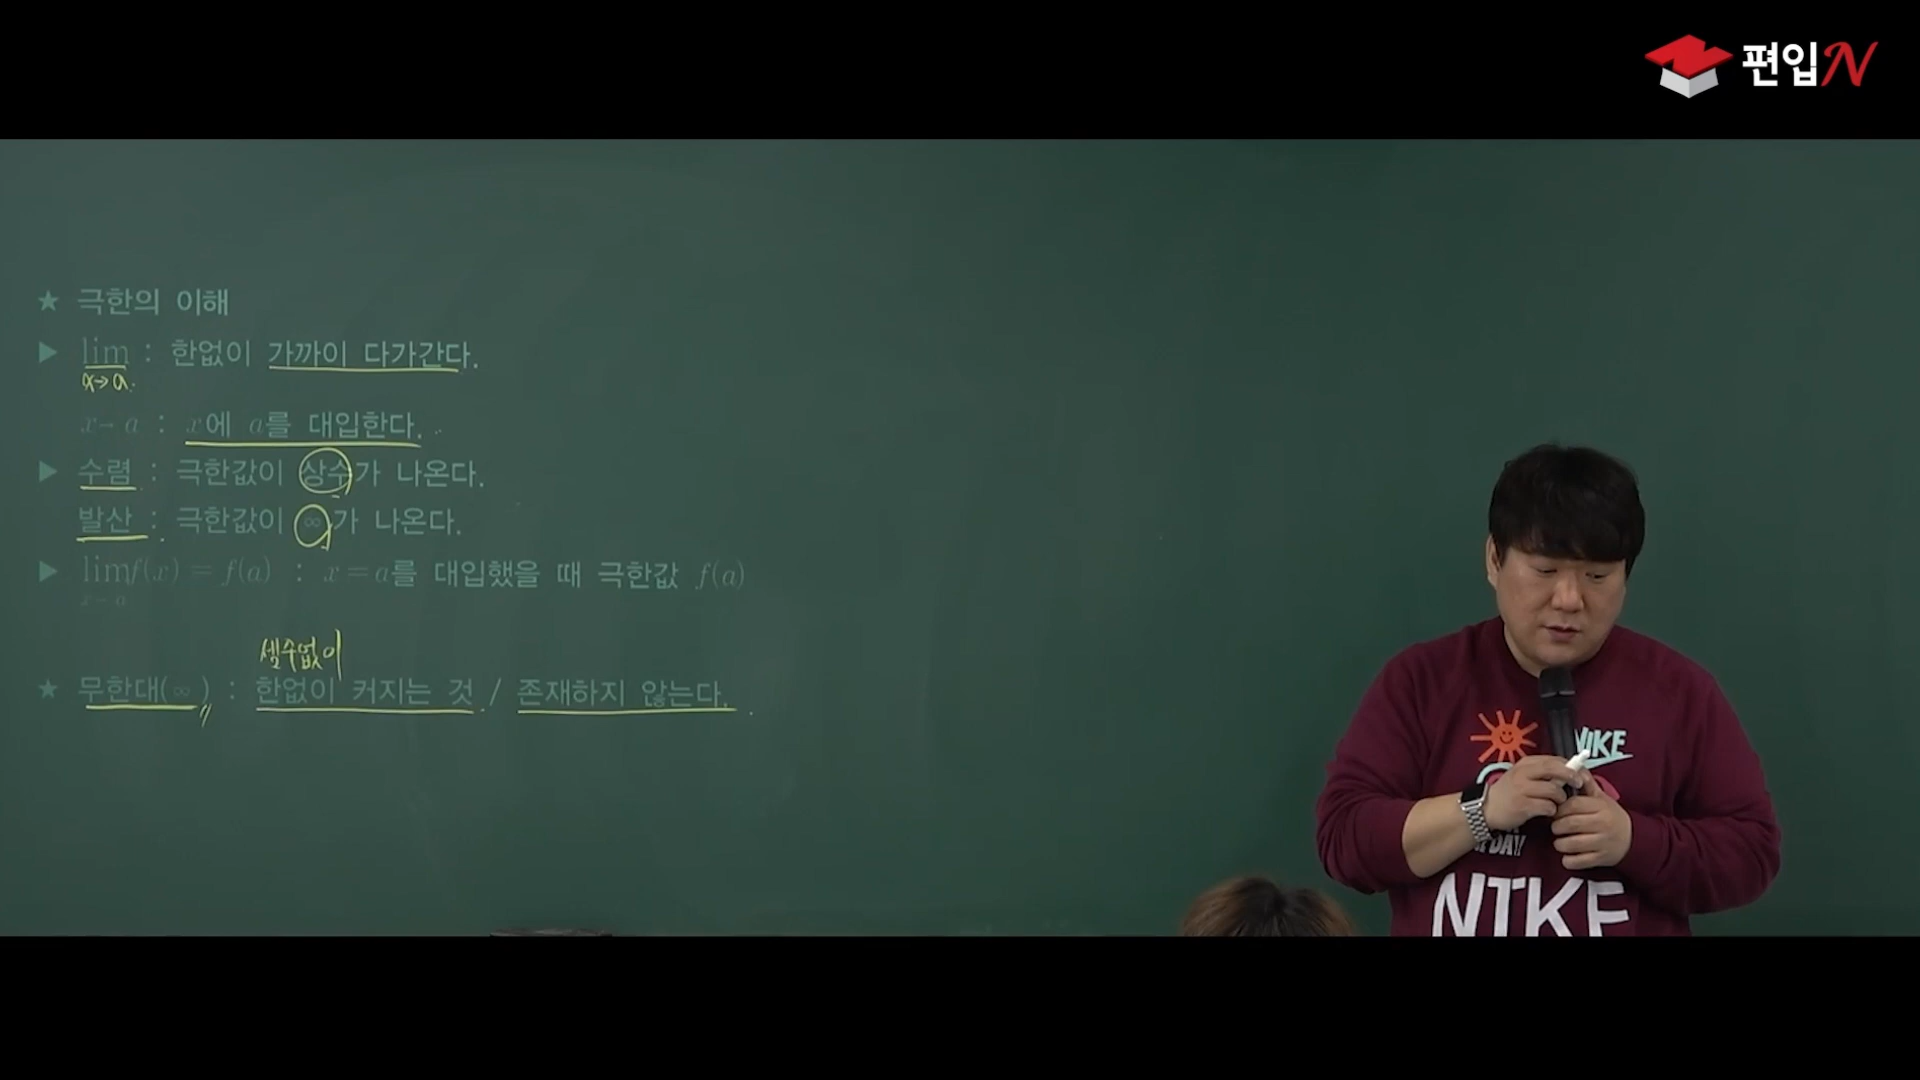 편입N
★ 극한의 이해
▶ lim : 한없이 가까이 다가간다.
x→a
x→a : x에 a를 대입한다.
▶ 수렴 : 극한값이 상수가 나온다.
발산 : 극한값이 ∞가 나온다.
▶ lim f(x) = f(a) : x=a를 대입했을 때 극한값 f(a)
x→a
셀수없이
★ 무한대(∞) : 한없이 커지는 것 / 존재하지 않는다.
NIKE
DAY
NIKE